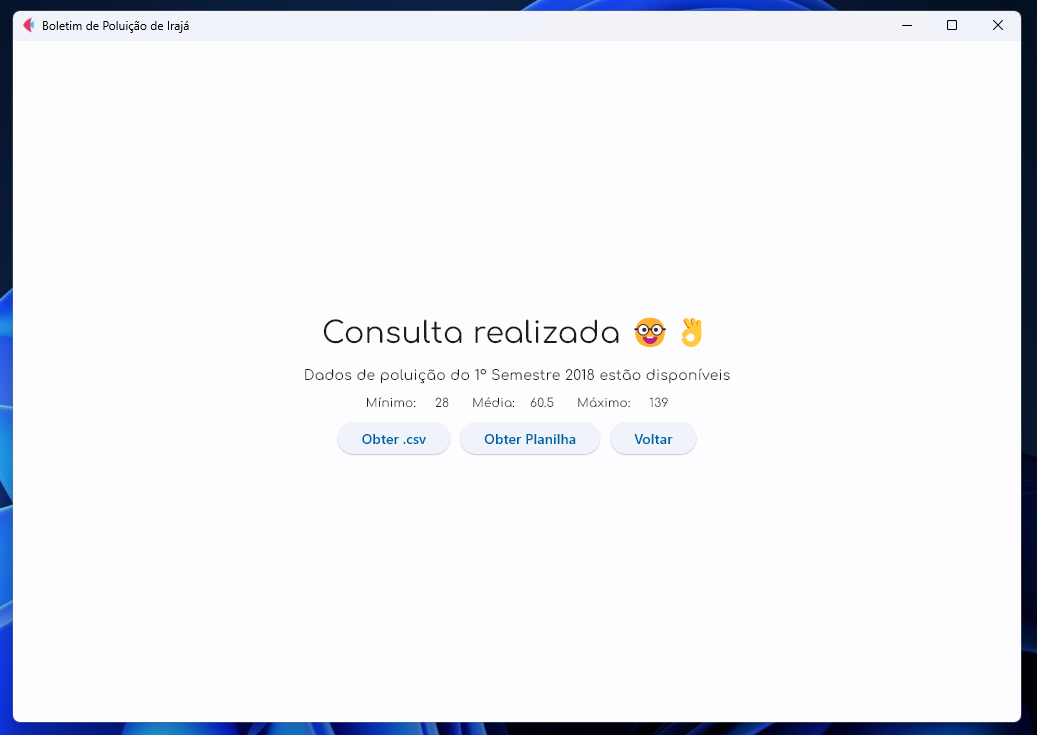 Boletim de Poluição de Irajá
Consulta realizada 🤓 👌
Dados de poluição do 1º Semestre 2018 estão disponíveis
Mínimo: 28 Média: 60.5 Máximo: 139
Obter .csv Obter Planilha Voltar